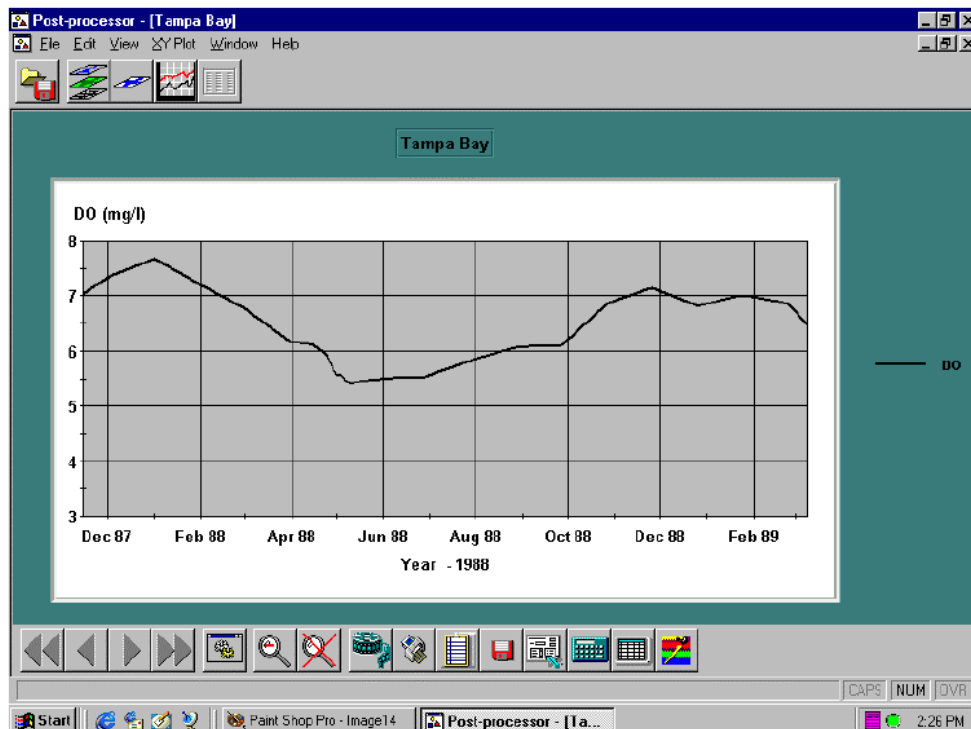 Post-processor - [Tampa Bay]
File Edit View XY Plot Window Help
Tampa Bay
DO (mg/l)
8
7
6
5
4
3
Dec 87 Feb 88 Apr 88 Jun 88 Aug 88 Oct 88 Dec 88 Feb 89
Year - 1988
DO
CAPS NUM OVR
Start Paint Shop Pro - Image14 Post-processor - [Ta... 2:26 PM